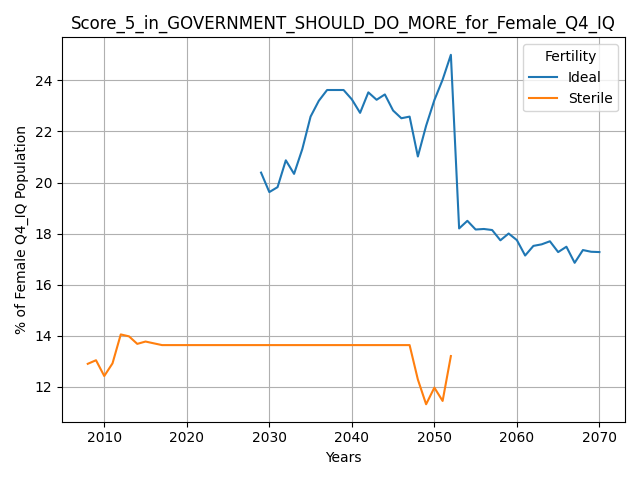 Score_5_in_GOVERNMENT_SHOULD_DO_MORE_for_Female_Q4_IQ
Fertility
Ideal
Sterile
% of Female Q4_IQ Population
24
22
20
18
16
14
12
2010
2020
2030
2040
2050
2060
2070
Years